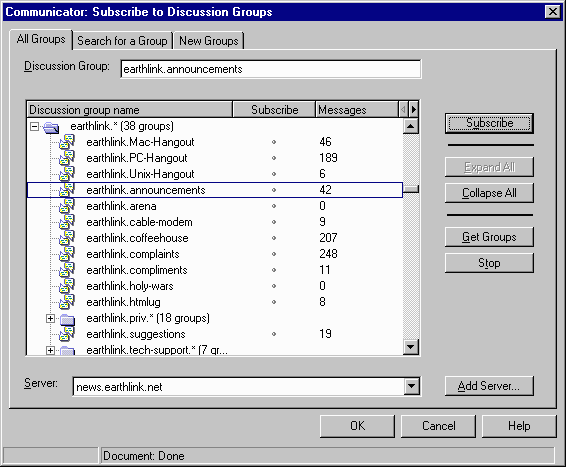 Communicator: Subscribe to Discussion Groups
All Groups Search for a Group New Groups
Discussion Group: earthlink.announcements
Discussion group name Subscribe Messages
earthlink.* (38 groups)
earthlink.Mac-Hangout 46
earthlink.PC-Hangout 189
earthlink.Unix-Hangout 6
earthlink.announcements 42
earthlink.arena 0
earthlink.cable-modem 9
earthlink.coffeehouse 207
earthlink.complaints 248
earthlink.compliments 11
earthlink.holy-wars 0
earthlink.htmlug 8
earthlink.priv.* (18 groups)
earthlink.suggestions 19
earthlink.tech-support.* (7 gr...
Subscribe
Expand All
Collapse All
Get Groups
Stop
Server: news.earthlink.net
Add Server...
OK Cancel Help
Document: Done